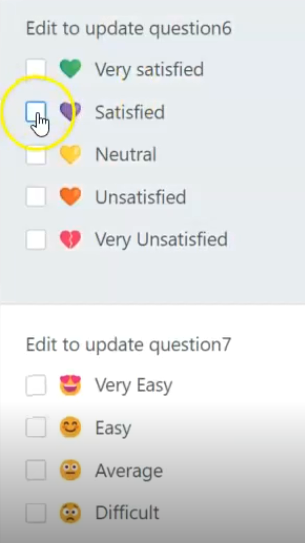 Edit to update question6
Very satisfied
Satisfied
Neutral
Unsatisfied
Very Unsatisfied
Edit to update question7
Very Easy
Easy
Average
Difficult